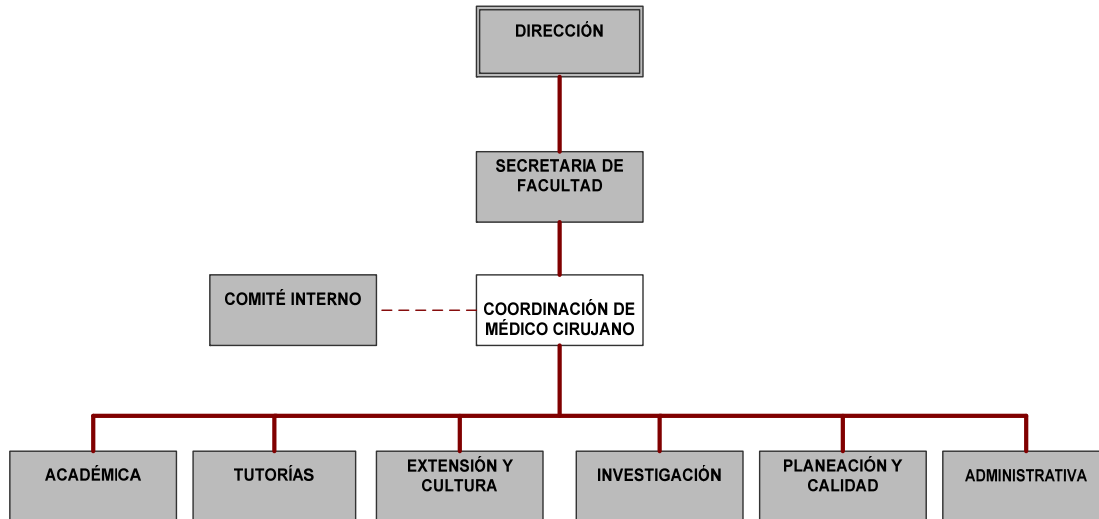 DIRECCIÓN
SECRETARIA DE
FACULTAD
COMITÉ INTERNO
COORDINACIÓN DE
MÉDICO CIRUJANO
ACADÉMICA
TUTORÍAS
EXTENSIÓN Y
CULTURA
INVESTIGACIÓN
PLANEACIÓN Y
CALIDAD
ADMINISTRATIVA